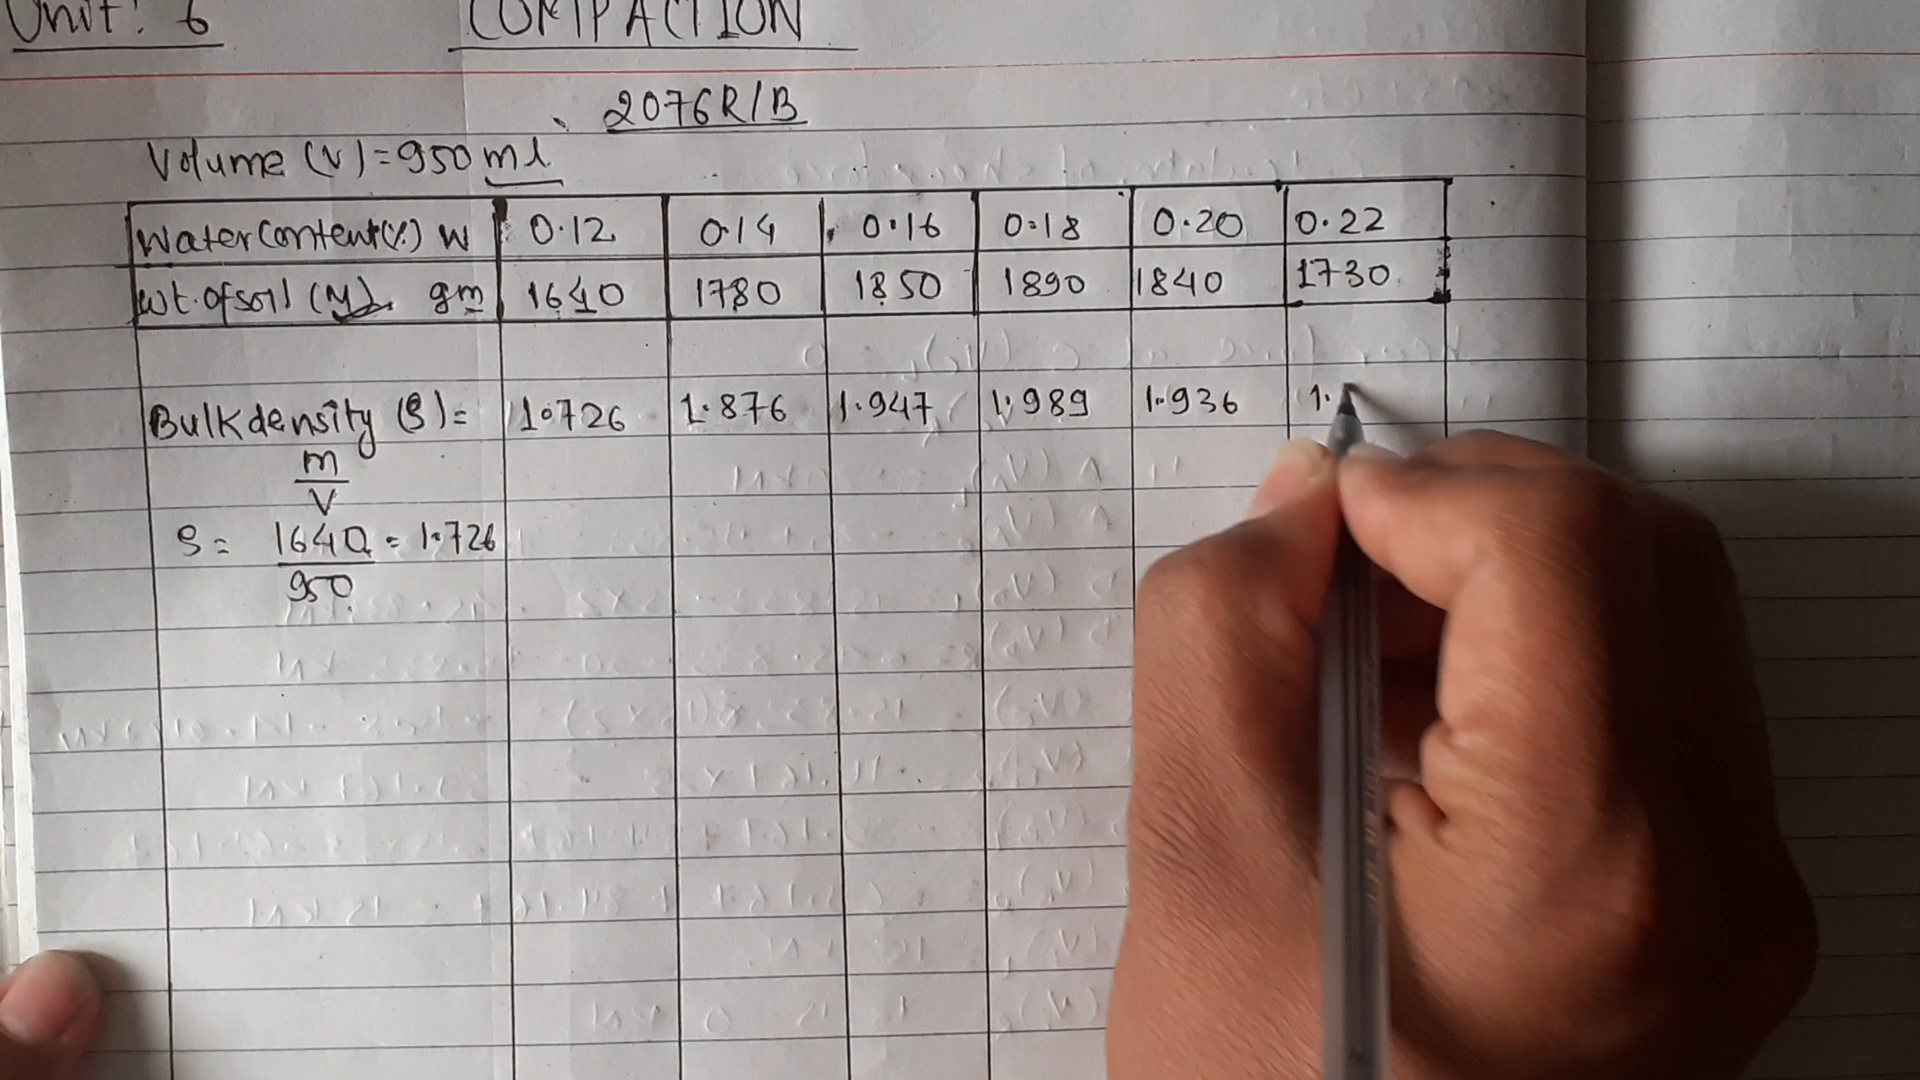 Unit: 6 COMPACTION
2076R/B
Volume (V)=950 ml
Water Content(%) W 0.12 0.14 0.16 0.18 0.20 0.22
Wt. of soil (M) gm 1640 1780 1850 1890 1840 1730
Bulk density (ρ)= 1.726 1.876 1.947 1.989 1.936 1.
m
V
ρ = 1640 = 1.726
950